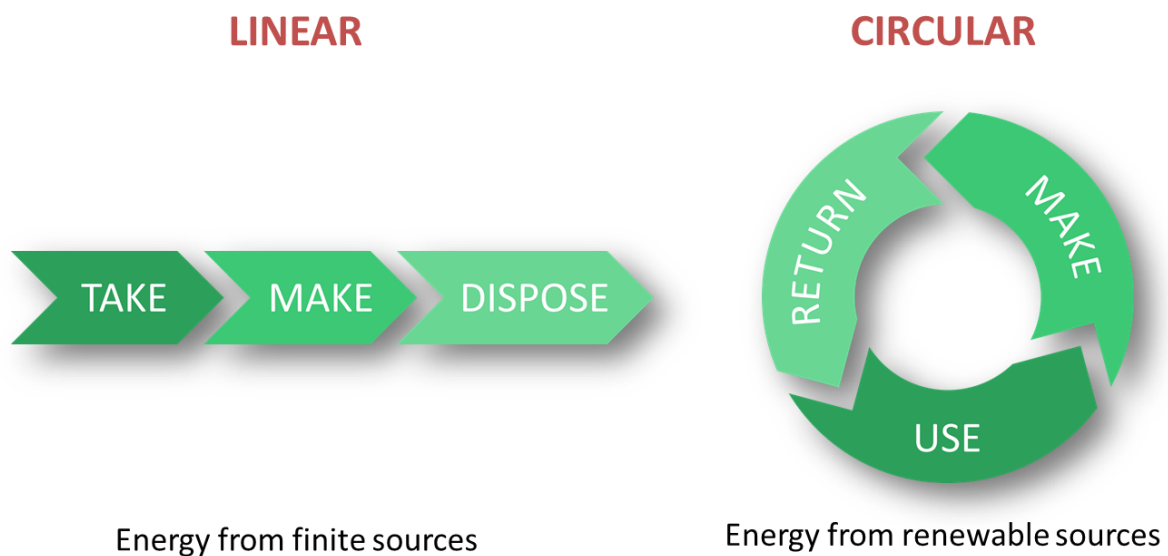 LINEAR
CIRCULAR
TAKE
MAKE
DISPOSE
RETURN
MAKE
USE
Energy from finite sources
Energy from renewable sources